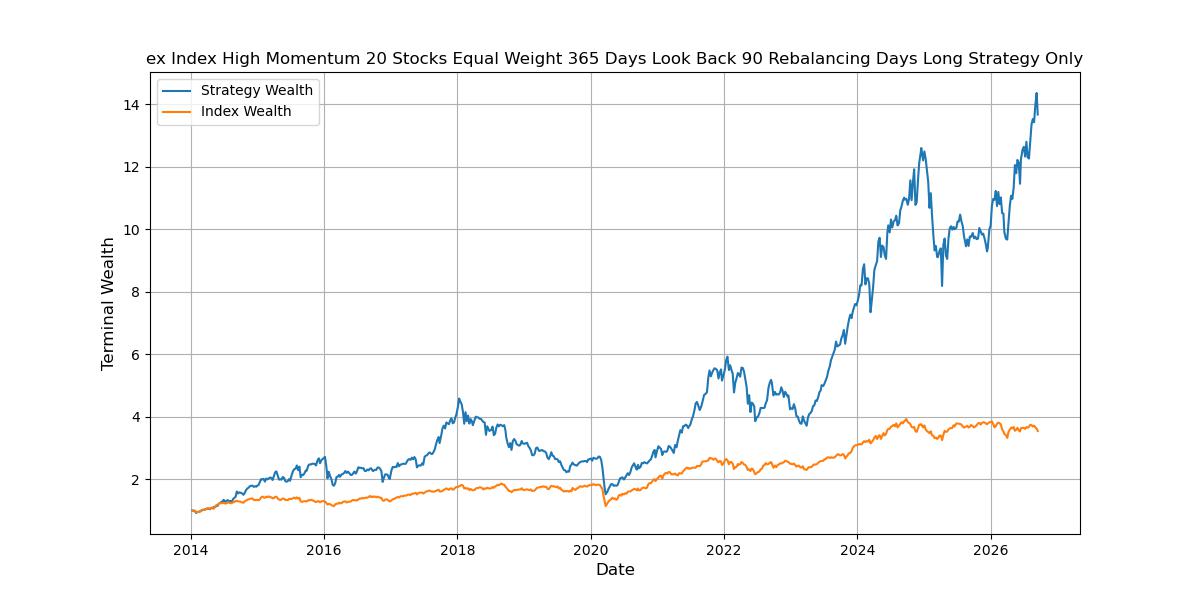 ex Index High Momentum 20 Stocks Equal Weight 365 Days Look Back 90 Rebalancing Days Long Strategy Only
Strategy Wealth
Index Wealth
Terminal Wealth
14
12
10
8
6
4
2
2014 2016 2018 2020 2022 2024 2026
Date